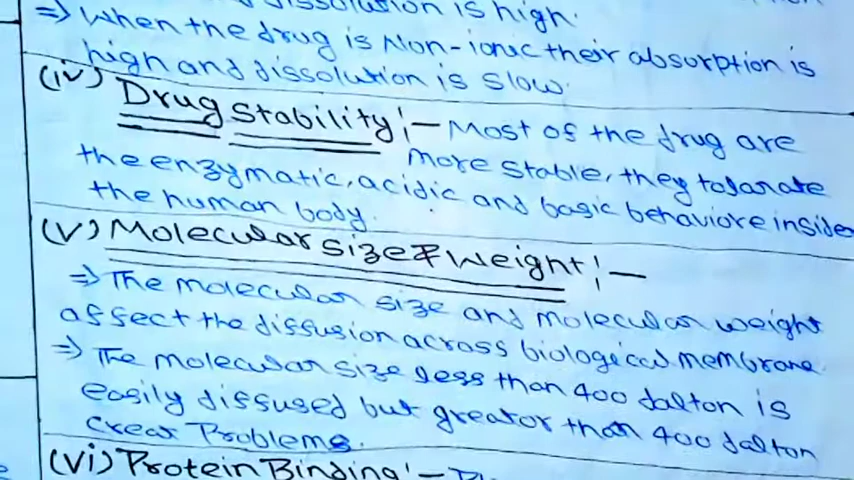 dissolution is high.
=> When the drug is Non-ionic their absorption is
high and dissolution is slow.
(iv) Drug Stability :- Most of the drug are
more stable, they tolarate
the enzymatic, acidic and basic behaviore inside
the human body.
(v) Molecular size & weight :-
=> The molecular size and molecular weight
affect the diffusion across biological membrane.
=> The molecular size less than 400 dalton is
easily diffused but greator than 400 dalton
creat Problems.
(vi) Protein Binding :-